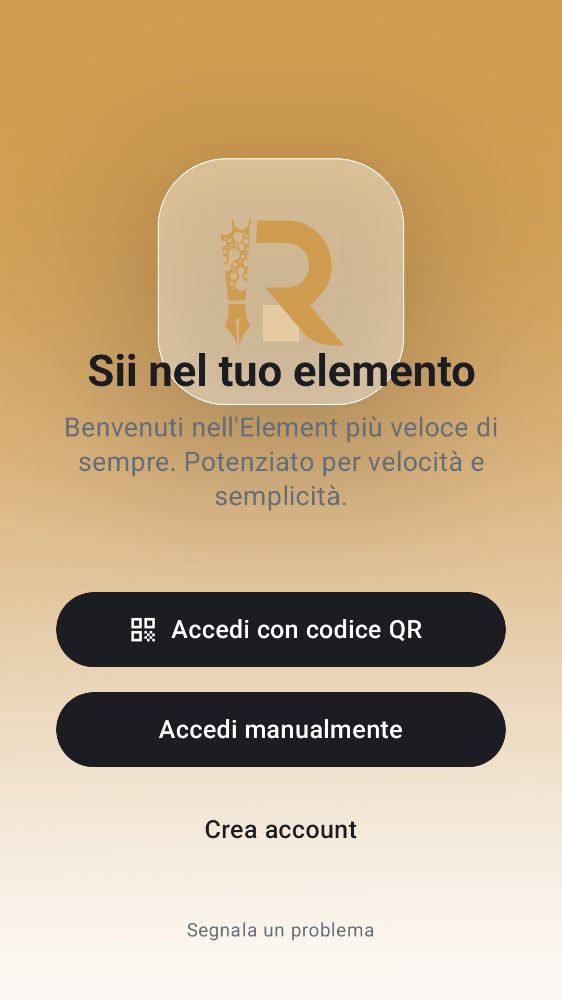 R
Sii nel tuo elemento
Benvenuti nell'Element più veloce di
sempre. Potenziato per velocità e
semplicità.
Accedi con codice QR
Accedi manualmente
Crea account
Segnala un problema